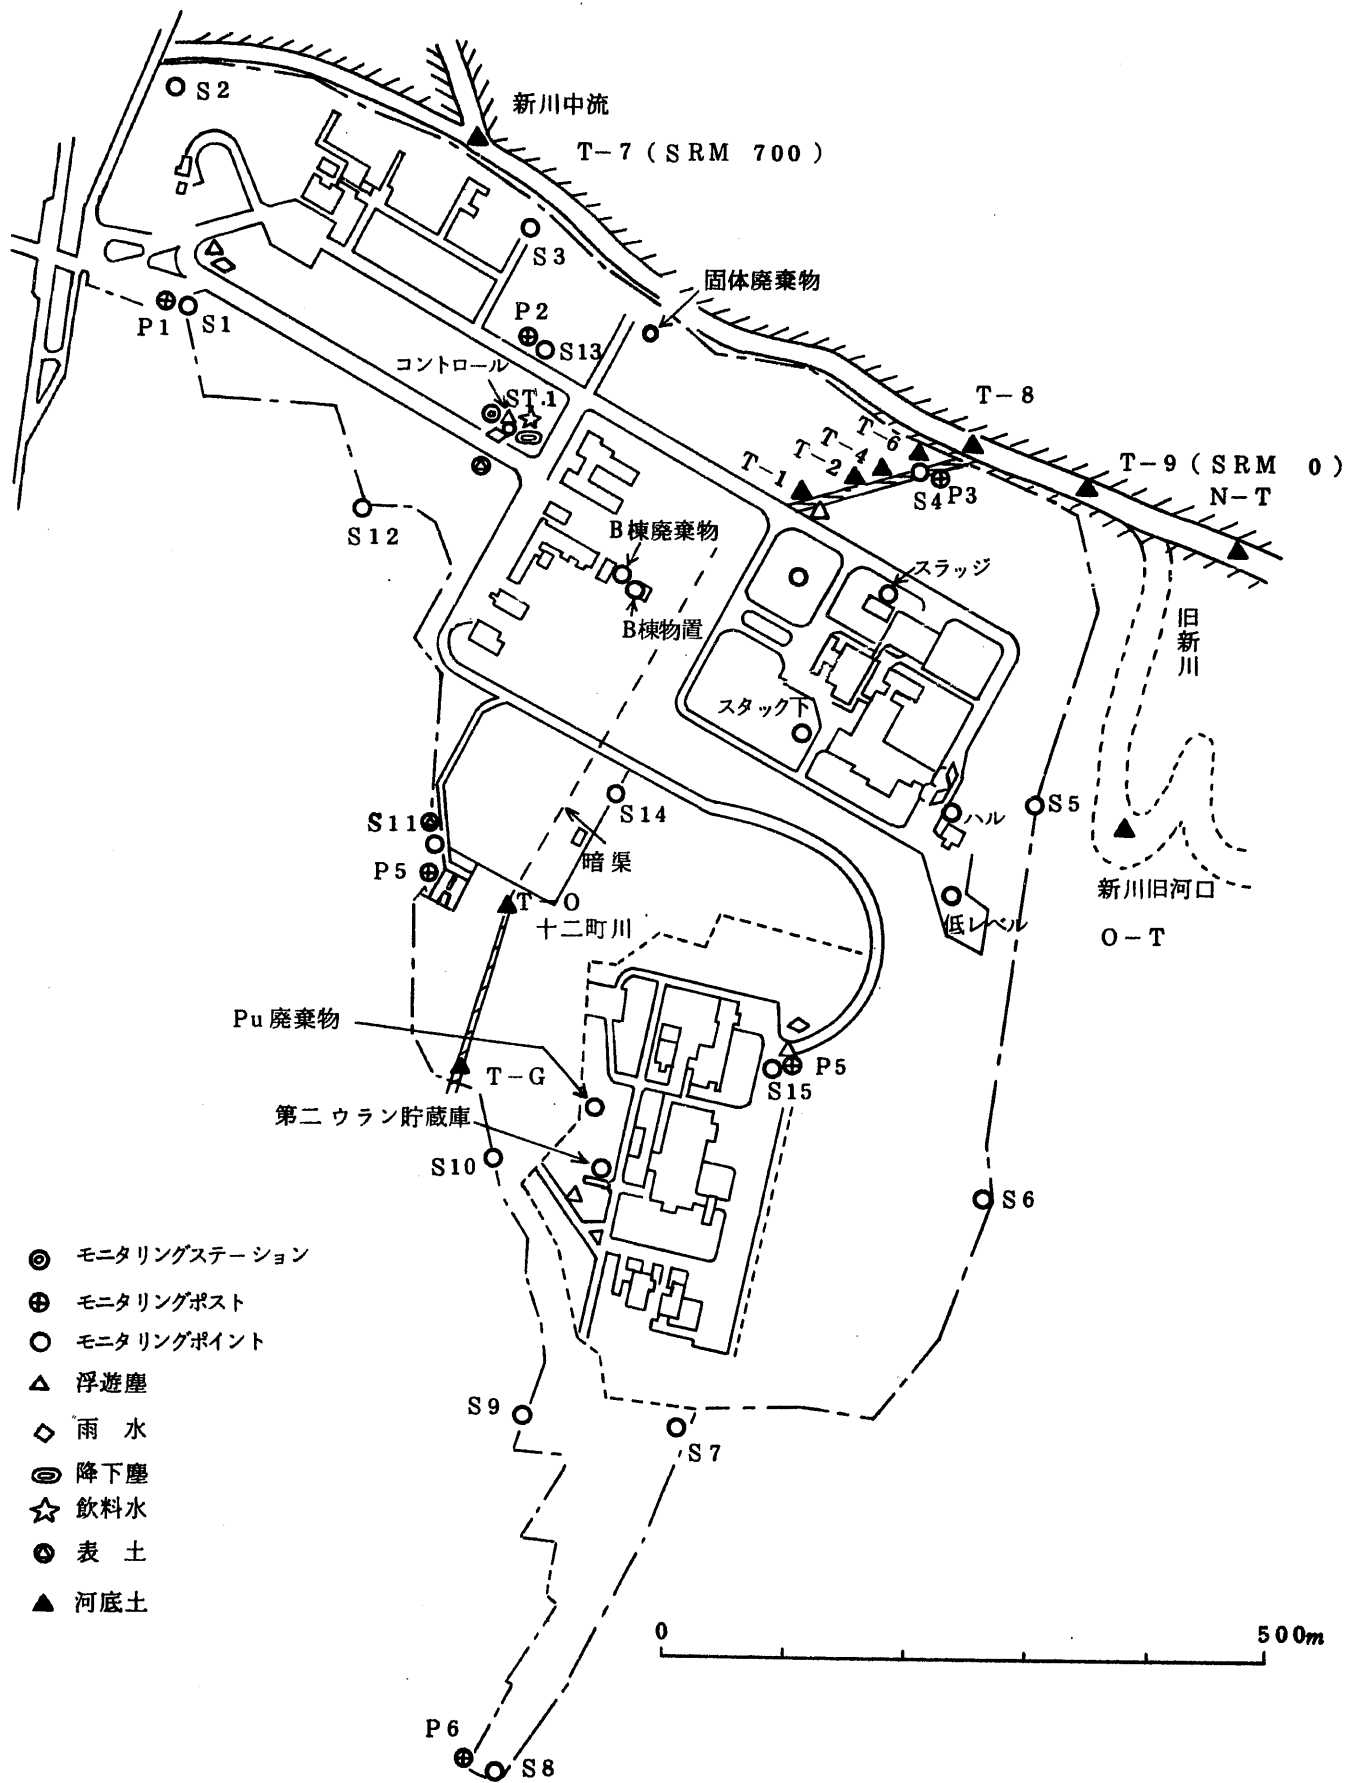 S2
新川中流
T-7 (SRM 700)
S3
固体廃棄物
P1
S1
P2
S13
コントロール
ST.1
T-8
T-6
T-4
T-2
T-1
S4
P3
T-9 (SRM 0)
N-T
S12
B棟廃棄物
B棟物置
スラッジ
旧新川
スタック下
S14
S5
ハル
S11
暗渠
P5
T-O
十二町川
低レベル
新川旧河口
O-T
Pu廃棄物
P5
S15
T-G
第二ウラン貯蔵庫
S10
S6
モニタリングステーション
モニタリングポスト
モニタリングポイント
浮遊塵
雨 水
降下塵
飲料水
表 土
河底土
S9
S7
0
500m
P6
S8